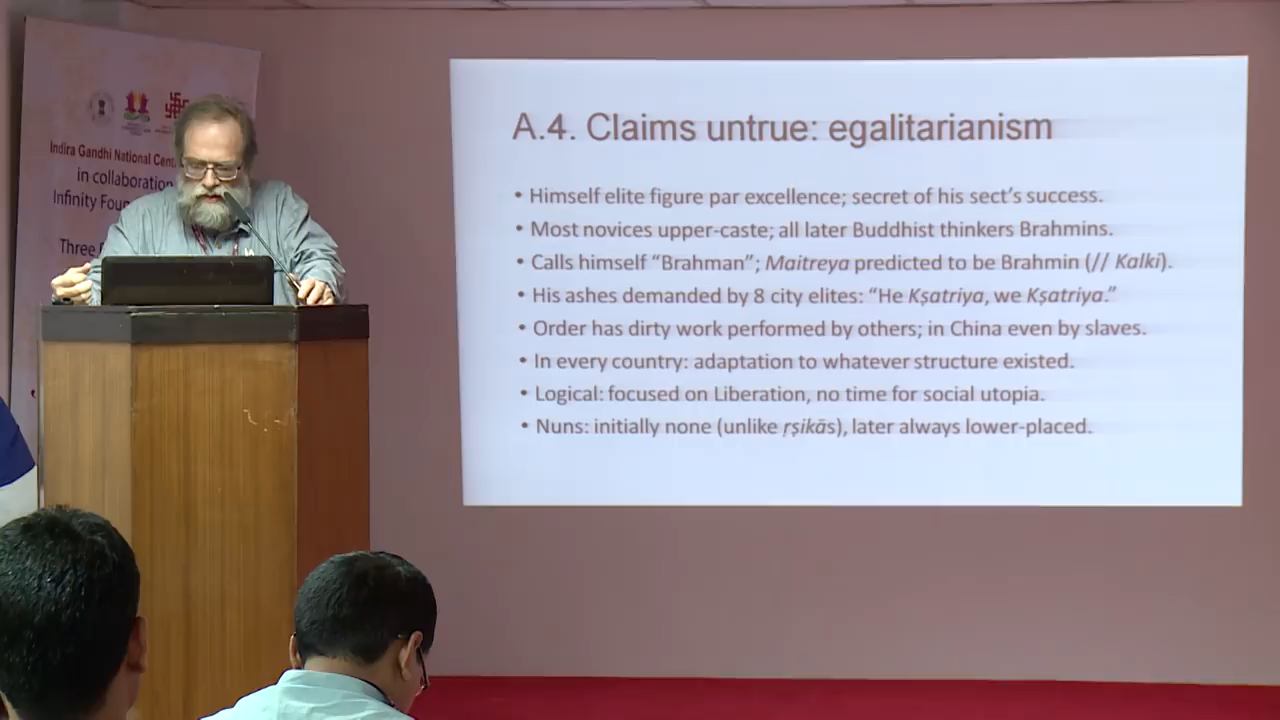 Indira Gandhi National Cent
in collaboration
Infinity Foun
Three
A.4. Claims untrue: egalitarianism
• Himself elite figure par excellence; secret of his sect's success.
• Most novices upper-caste; all later Buddhist thinkers Brahmins.
• Calls himself “Brahman”; Maitreya predicted to be Brahmin (// Kalki).
• His ashes demanded by 8 city elites: “He Kṣatriya, we Kṣatriya.”
• Order has dirty work performed by others; in China even by slaves.
• In every country: adaptation to whatever structure existed.
• Logical: focused on Liberation, no time for social utopia.
• Nuns: initially none (unlike ṛṣikās), later always lower-placed.